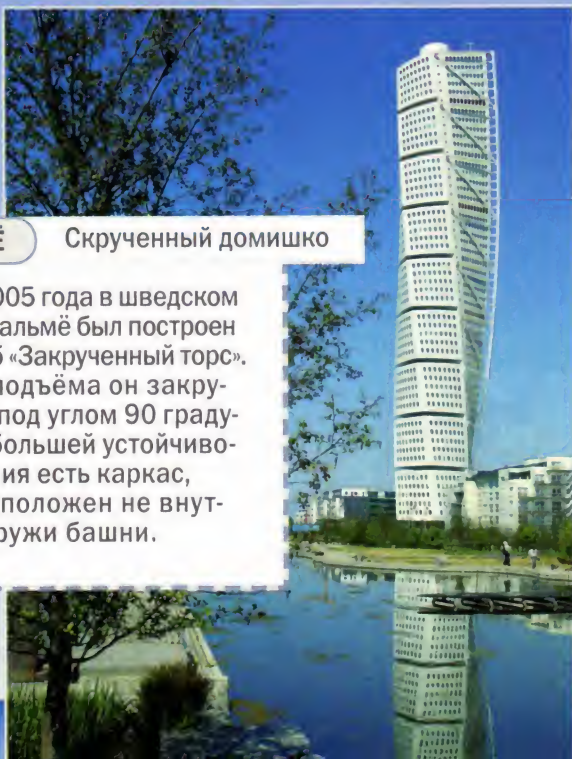 Ё Скрученный домишко
005 года в шведском
альмё был построен
б «Закрученный торс».
подъёма он закру-
под углом 90 граду-
большей устойчиво-
ия есть каркас,
положен не внут-
ружи башни.